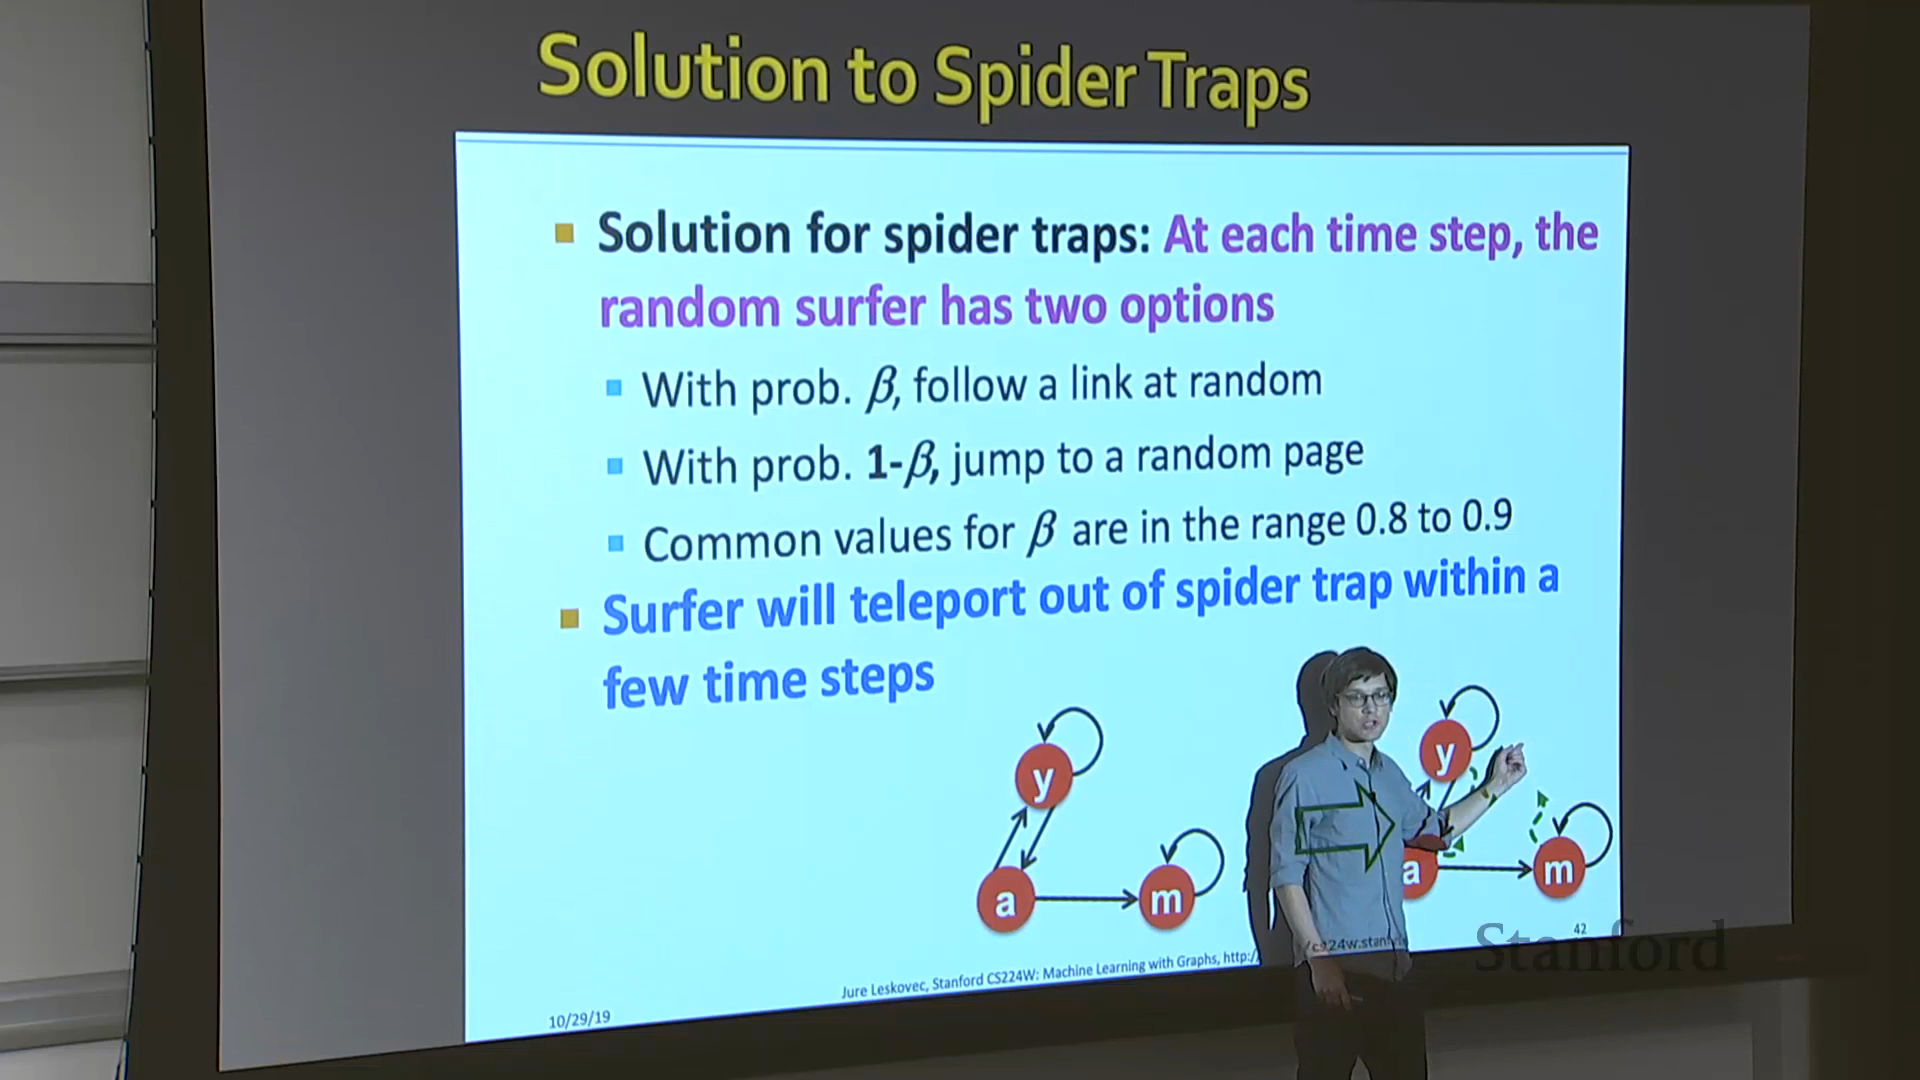 Solution to Spider Traps
Solution for spider traps: At each time step, the
random surfer has two options
With prob. β, follow a link at random
With prob. 1-β, jump to a random page
Common values for β are in the range 0.8 to 0.9
Surfer will teleport out of spider trap within a
few time steps
y
a
m
y
a
m
Jure Leskovec, Stanford CS224W: Machine Learning with Graphs, http:/ /cs224w.stanf
42
10/29/19
Stanford